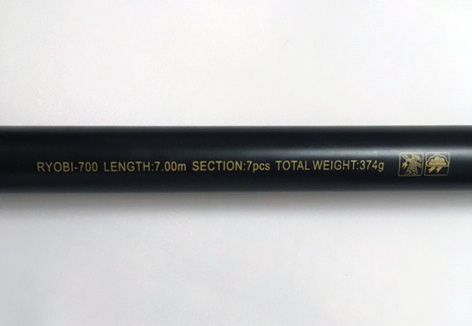 RYOBI-700 LENGTH:7.00m SECTION:7pcs TOTAL WEIGHT:374g